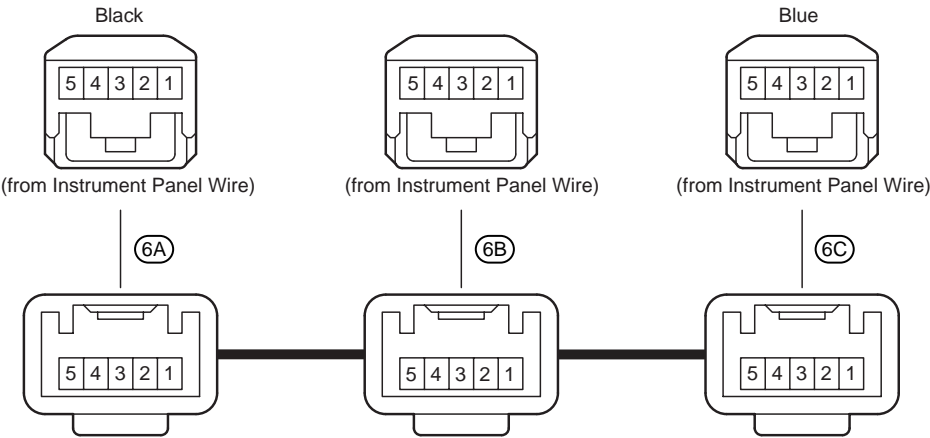 Black Blue
5 4 3 2 1 5 4 3 2 1 5 4 3 2 1
(from Instrument Panel Wire) (from Instrument Panel Wire) (from Instrument Panel Wire)
6A 6B 6C
5 4 3 2 1 5 4 3 2 1 5 4 3 2 1